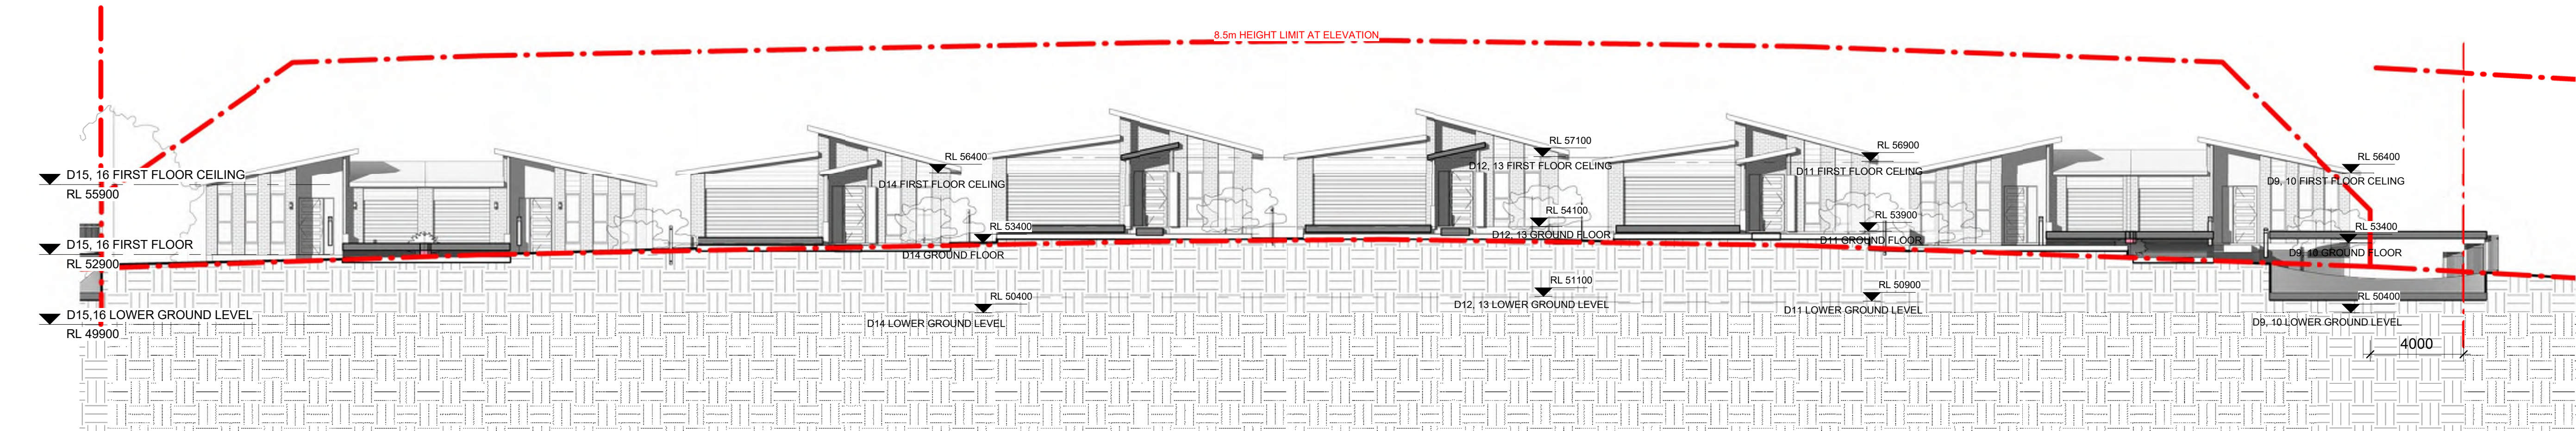 8.5m HEIGHT LIMIT AT ELEVATION
D15, 16 FIRST FLOOR CEILING
RL 55900
D15, 16 FIRST FLOOR
RL 52900
D15,16 LOWER GROUND LEVEL
RL 49900
RL 56400
D14 FIRST FLOOR CELING
RL 53400
D14 GROUND FLOOR
RL 50400
D14 LOWER GROUND LEVEL
RL 57100
D12, 13 FIRST FLOOR CELING
RL 54100
D12, 13 GROUND FLOOR
RL 51100
D12, 13 LOWER GROUND LEVEL
RL 56900
D11 FIRST FLOOR CELING
RL 53900
D11 GROUND FLOOR
RL 50900
D11 LOWER GROUND LEVEL
RL 56400
D9, 10 FIRST FLOOR CELING
RL 53400
D9, 10 GROUND FLOOR
RL 50400
D9, 10 LOWER GROUND LEVEL
4000